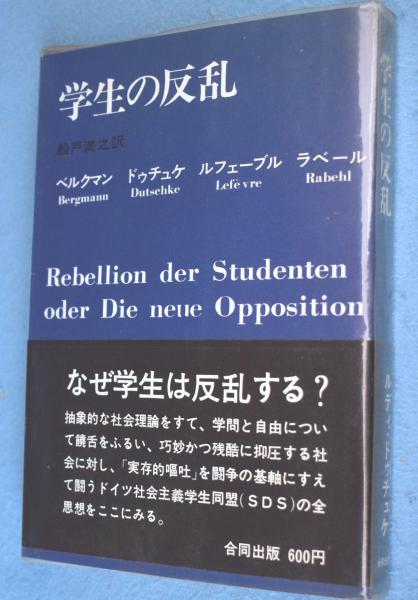 学生の反乱
船戸満之訳
ベルクマン ドゥチュケ ルフェーブル ラベール
Bergmann Dutschke Lefèvre Rabehl
Rebellion der Studenten
oder Die neue Opposition
なぜ学生は反乱する？
抽象的な社会理論をすて、学問と自由につい
て饒舌をふるい、巧妙かつ残酷に抑圧する社
会に対し、「実存的嘔吐」を闘争の基軸にすえ
て闘うドイツ社会主義学生同盟(SDS)の全
思想をここにみる。
合同出版 600円
学生の反乱
ルディ・ドゥチュケ